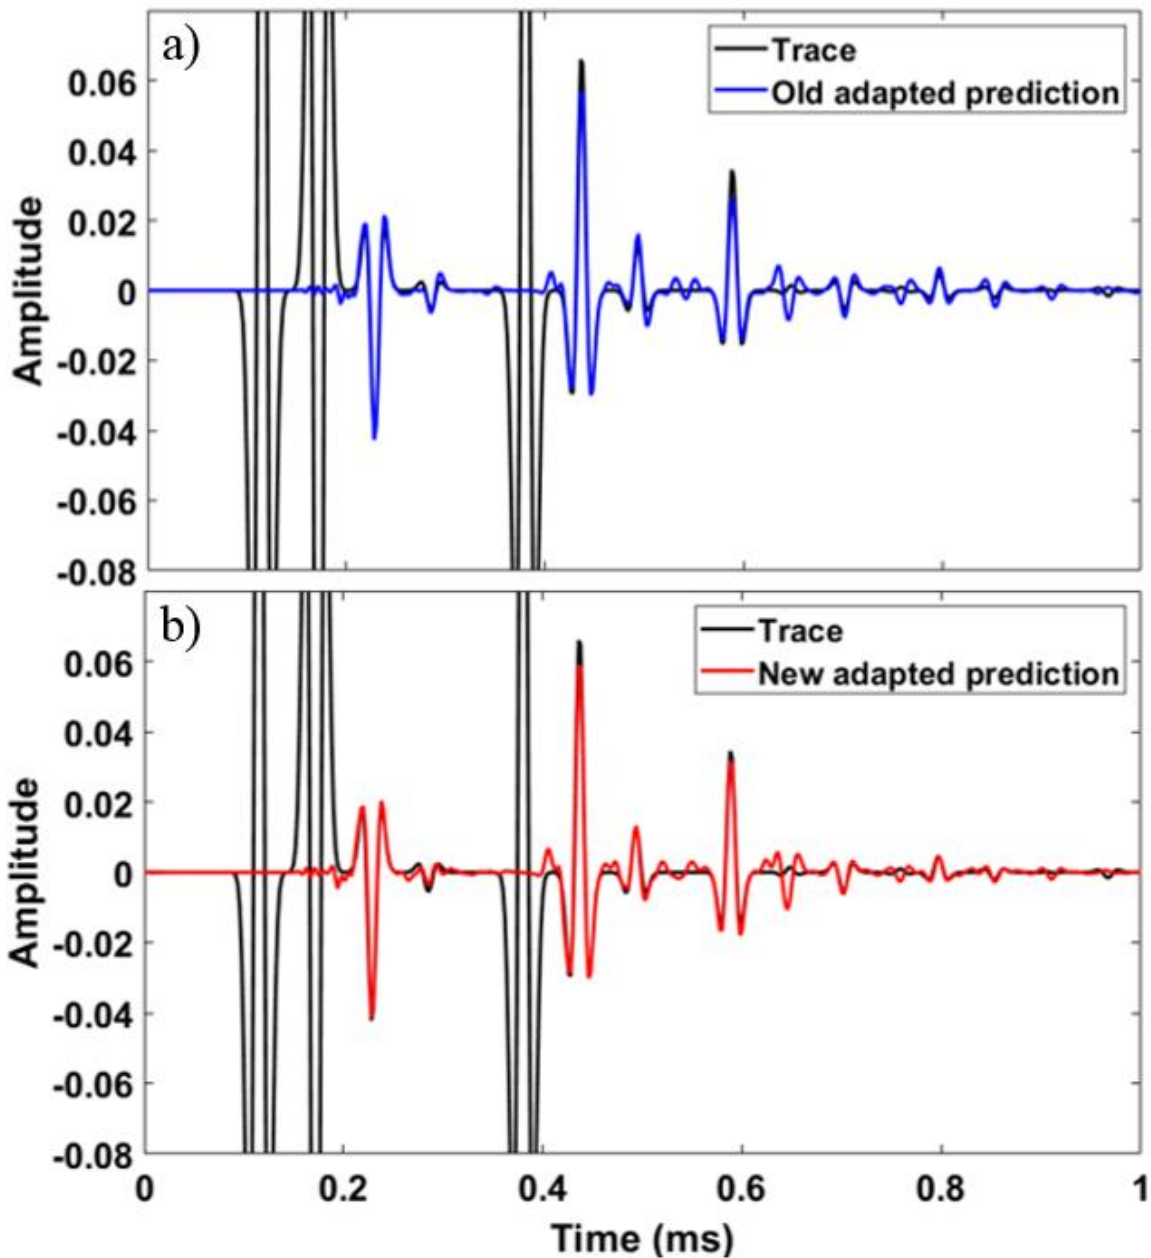 a)
Trace
Old adapted prediction
0.06
0.04
0.02
0
-0.02
-0.04
-0.06
-0.08
Amplitude
b)
Trace
New adapted prediction
0.06
0.04
0.02
0
-0.02
-0.04
-0.06
-0.08
Amplitude
0 0.2 0.4 0.6 0.8 1
Time (ms)